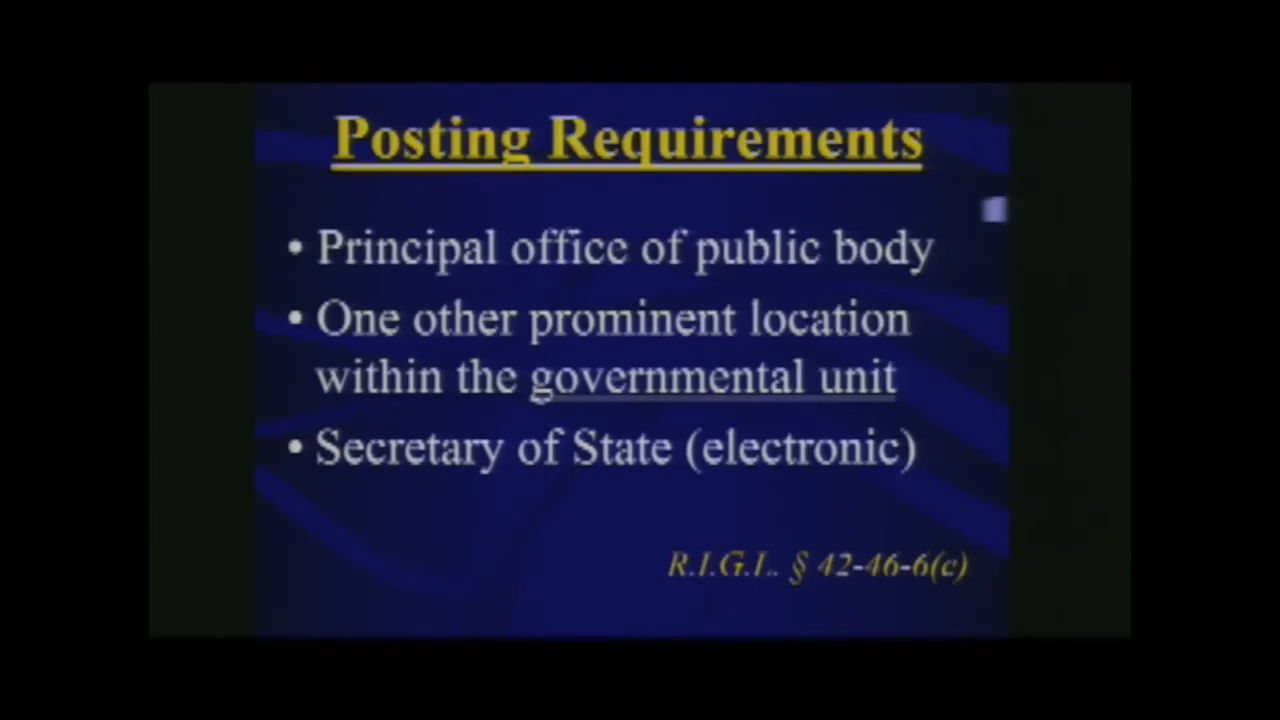 Posting Requirements
• Principal office of public body
• One other prominent location
within the governmental unit
• Secretary of State (electronic)
R.I.G.L. § 42-46-6(c)